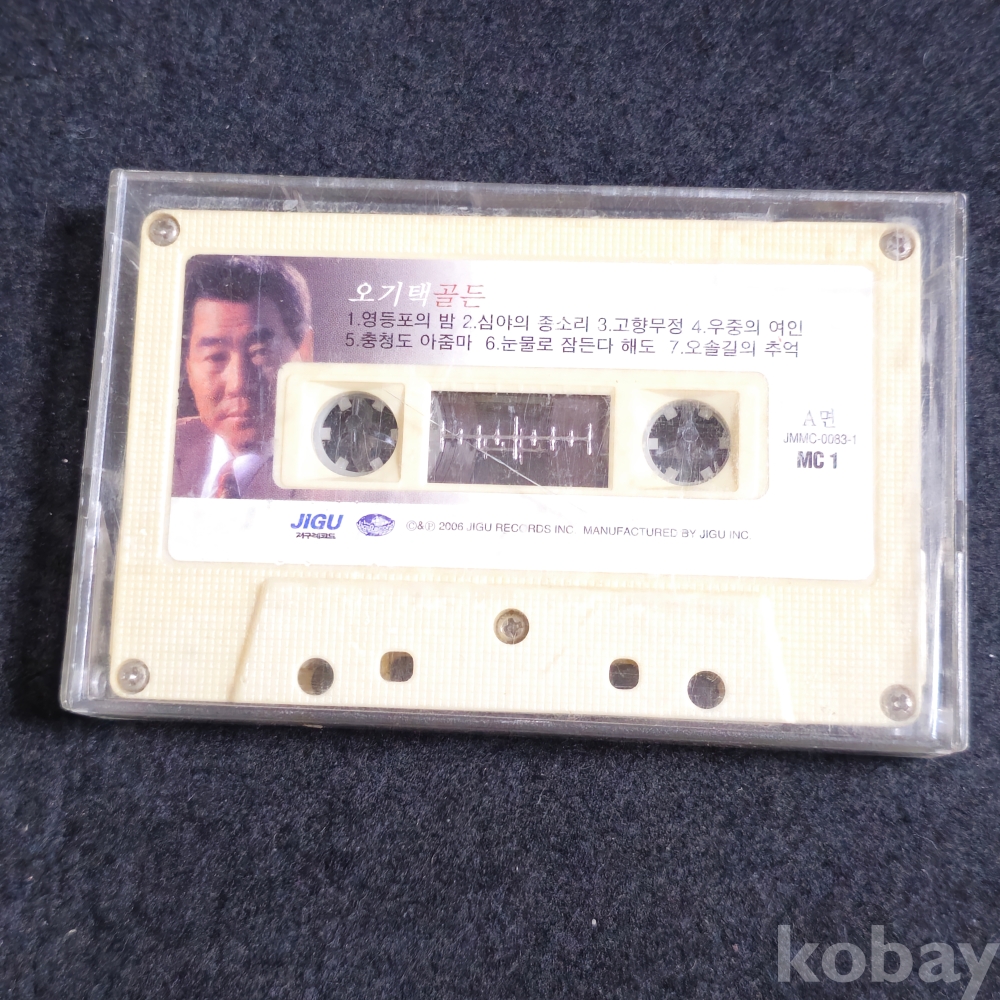 오기택골든
1.영등포의 밤 2.심야의 종소리 3.고향무정 4.우중의 여인
5.충청도 아줌마 6.눈물로 잠든다 해도 7.오솔길의 추억
A면
JMMC-0083-1
MC 1
JIGU
지구레코드
©&℗ 2006 JIGU RECORDS INC. MANUFACTURED BY JIGU INC.
kobay